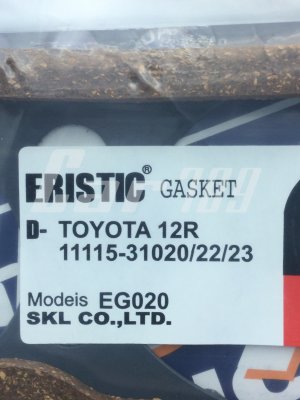 ERISTIC® GASKET
D- TOYOTA 12R
11115-31020/22/23
Modeis EG020
SKL CO.,LTD.